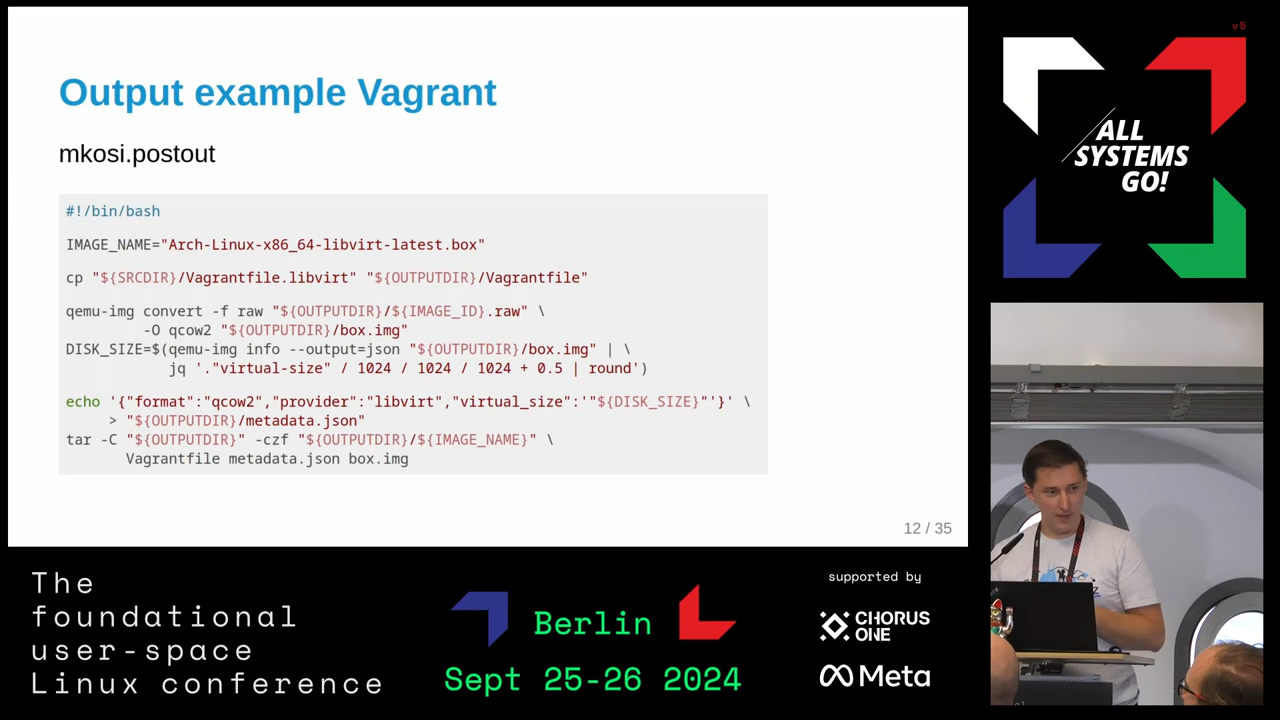 Output example Vagrant
mkosi.postout
#!/bin/bash
IMAGE_NAME="Arch-Linux-x86_64-libvirt-latest.box"
cp "${SRCDIR}/Vagrantfile.libvirt" "${OUTPUTDIR}/Vagrantfile"
qemu-img convert -f raw "${OUTPUTDIR}/${IMAGE_ID}.raw" \
-O qcow2 "${OUTPUTDIR}/box.img"
DISK_SIZE=$(qemu-img info --output=json "${OUTPUTDIR}/box.img" | \
jq '."virtual-size" / 1024 / 1024 / 1024 + 0.5 | round')
echo '{"format":"qcow2","provider":"libvirt","virtual_size":'"${DISK_SIZE}"'}' \
> "${OUTPUTDIR}/metadata.json"
tar -C "${OUTPUTDIR}" -czf "${OUTPUTDIR}/${IMAGE_NAME}" \
Vagrantfile metadata.json box.img
12 / 35
v5
ALL
SYSTEMS
GO!
The
foundational
user-space
Linux conference
Berlin
Sept 25-26 2024
supported by
CHORUS
ONE
Meta